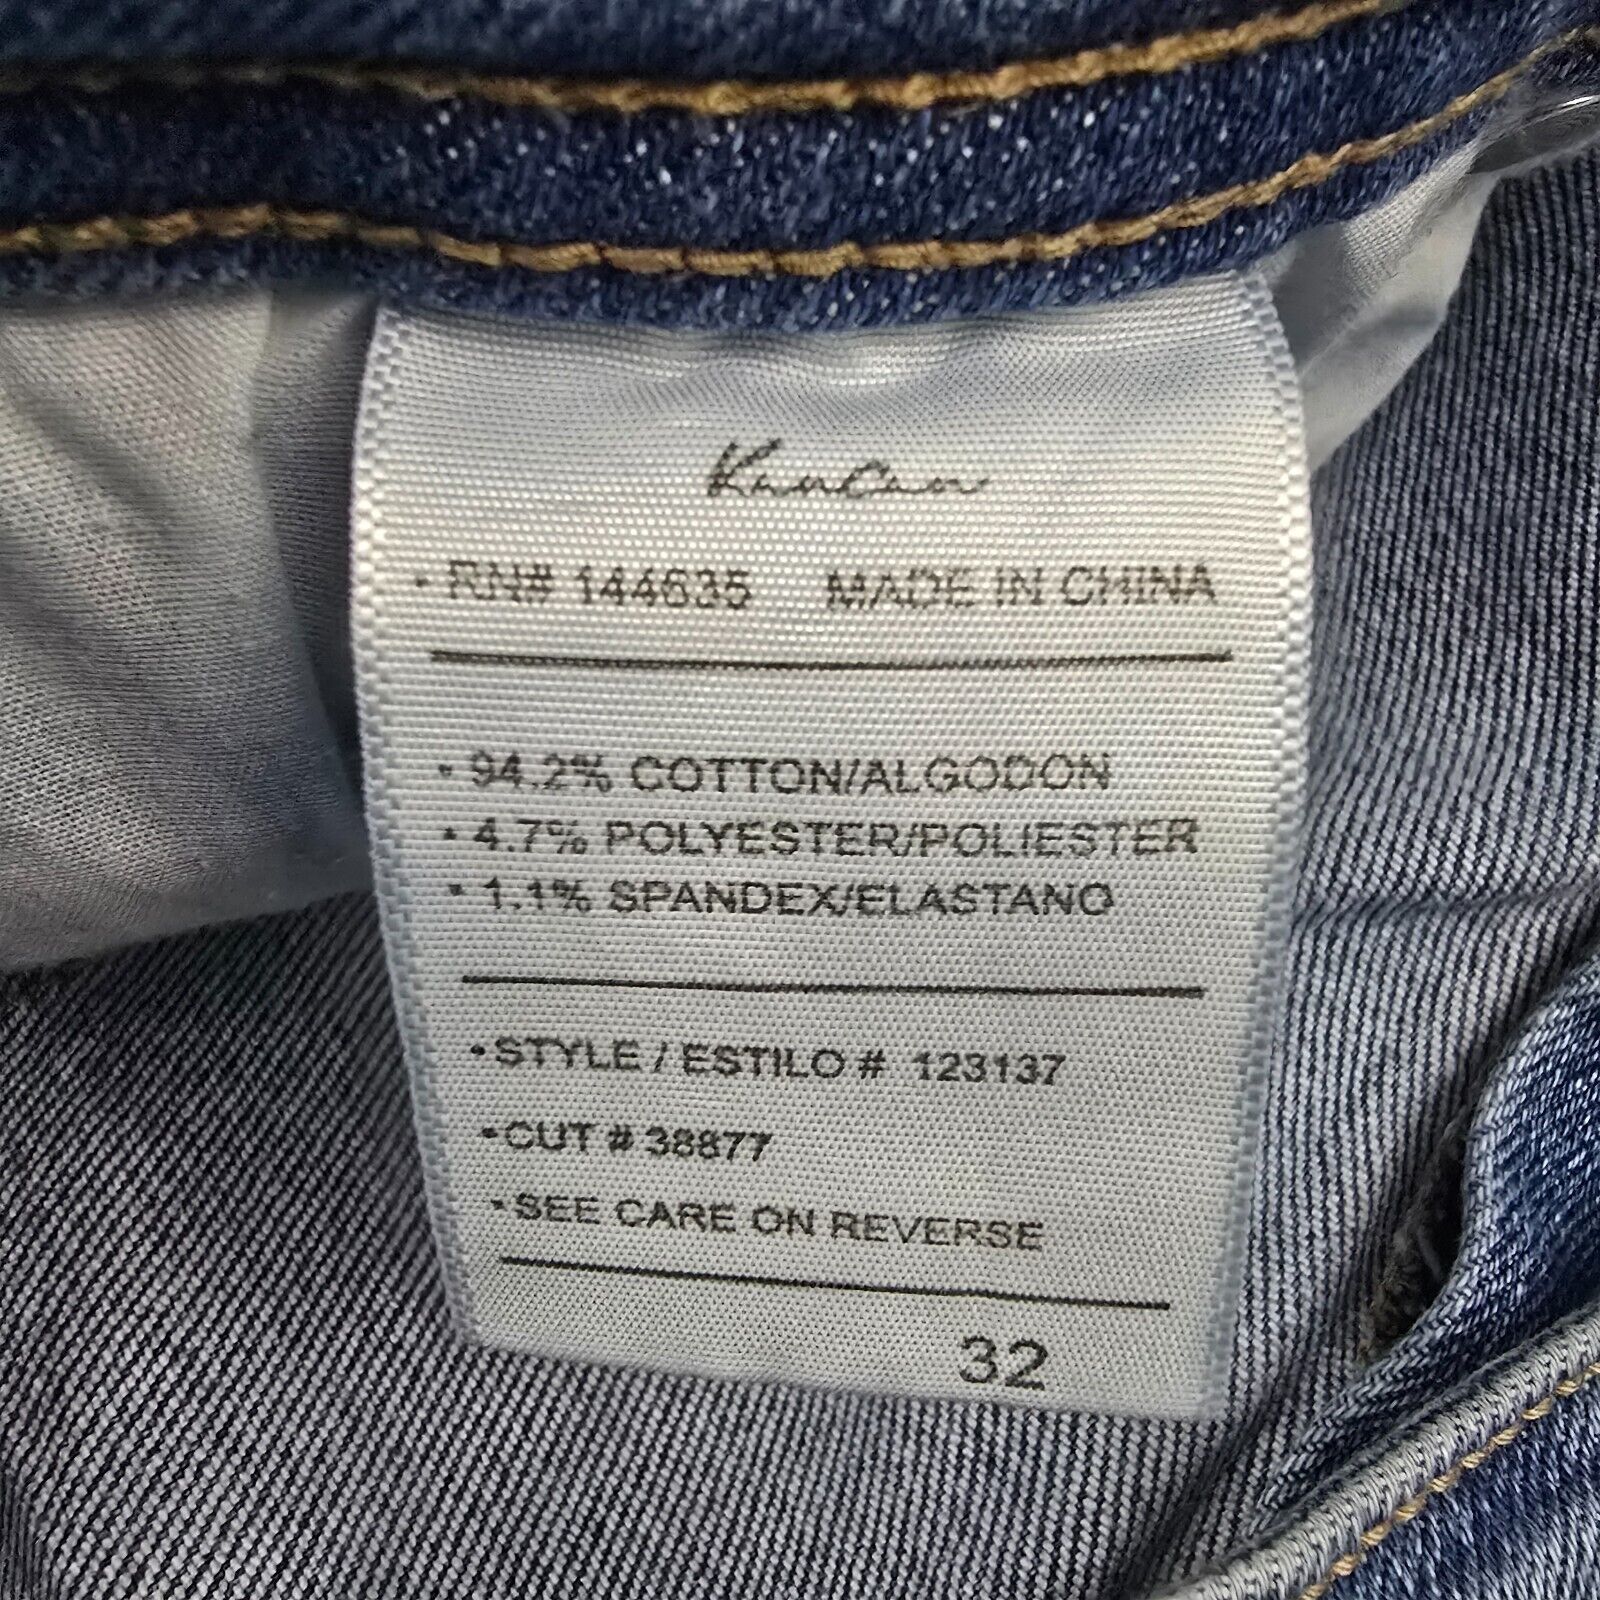 KanCan
• RN# 144635 MADE IN CHINA
• 94.2% COTTON/ALGODON
• 4.7% POLYESTER/POLIESTER
• 1.1% SPANDEX/ELASTANO
• STYLE / ESTILO # 123137
• CUT # 38877
• SEE CARE ON REVERSE
32